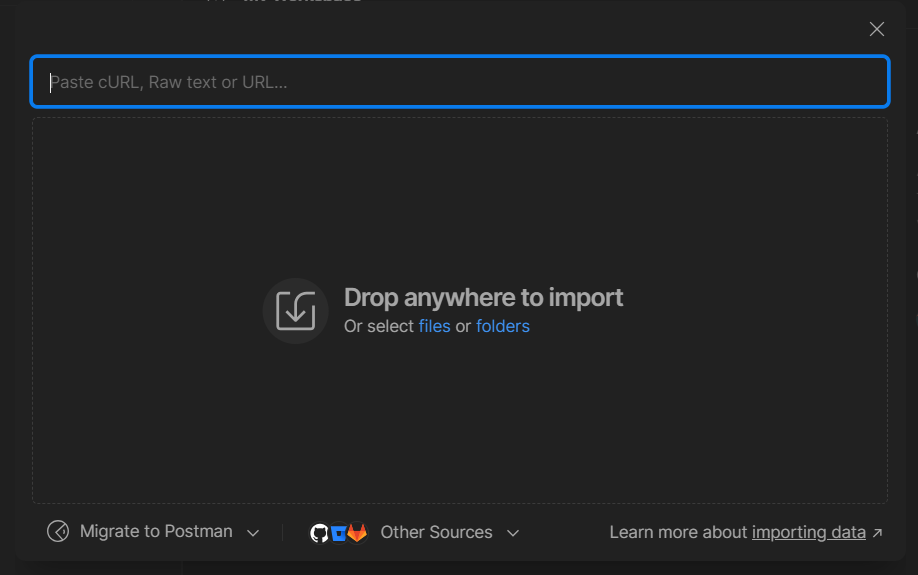 Paste cURL, Raw text or URL...
Drop anywhere to import
Or select files or folders
Migrate to Postman
Other Sources
Learn more about importing data ↗